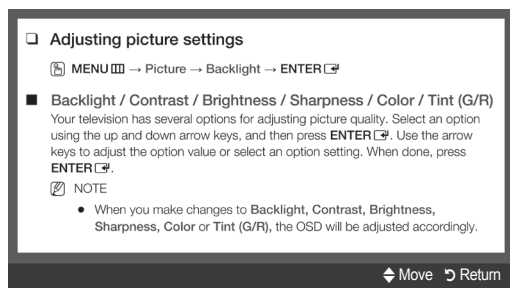 Adjusting picture settings
MENU → Picture → Backlight → ENTER
Backlight / Contrast / Brightness / Sharpness / Color / Tint (G/R)
Your television has several options for adjusting picture quality. Select an option
using the up and down arrow keys, and then press ENTER. Use the arrow
keys to adjust the option value or select an option setting. When done, press
ENTER.
NOTE
• When you make changes to Backlight, Contrast, Brightness,
Sharpness, Color or Tint (G/R), the OSD will be adjusted accordingly.
Move Return